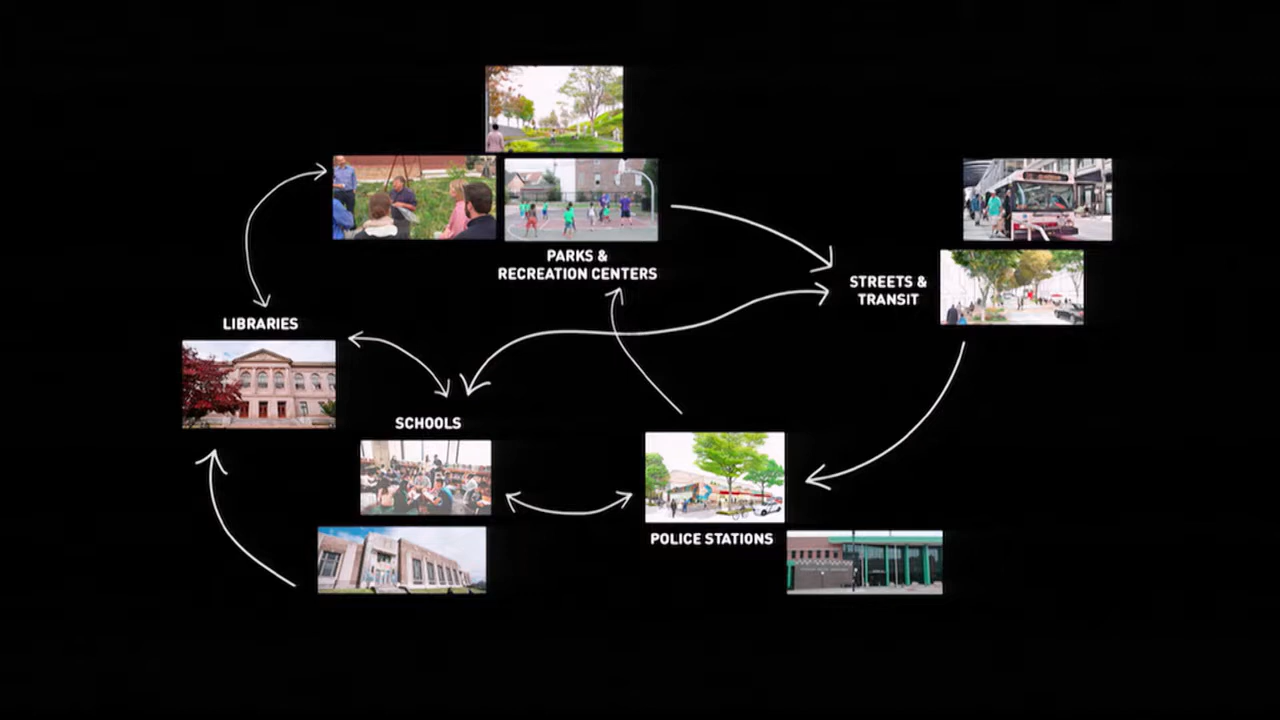 PARKS &
RECREATION CENTERS
STREETS &
TRANSIT
LIBRARIES
SCHOOLS
POLICE STATIONS